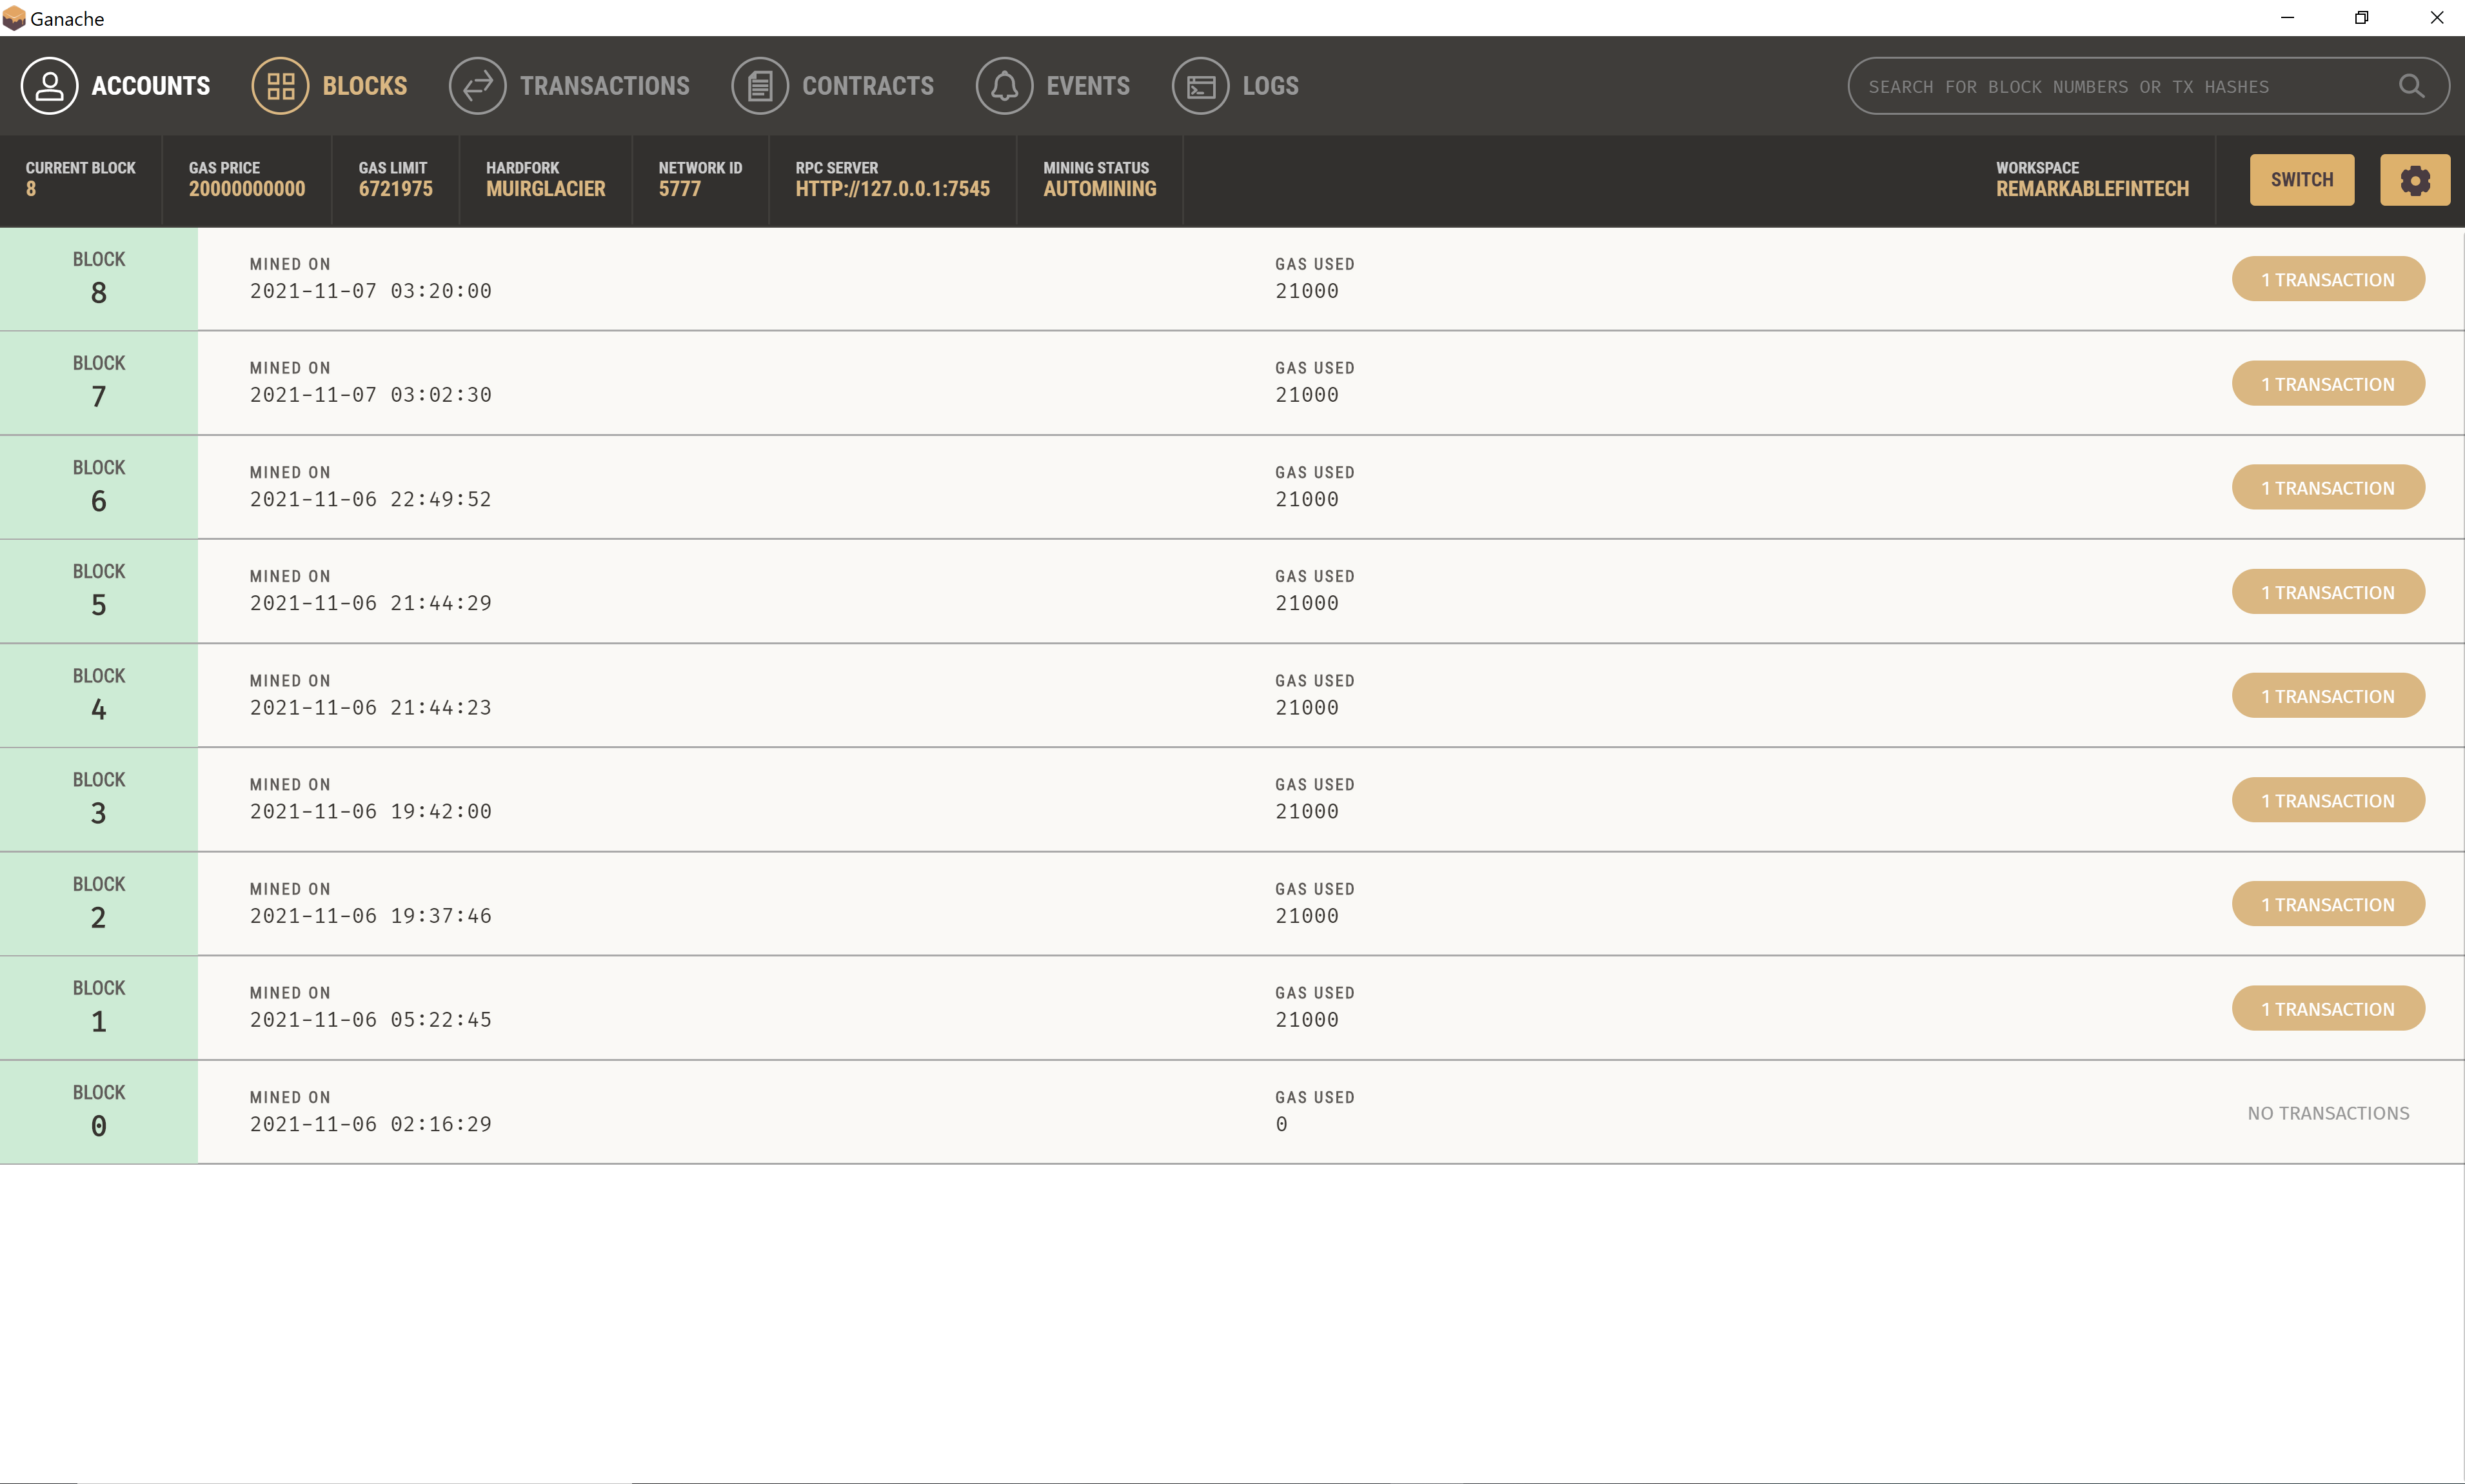 Ganache
ACCOUNTS BLOCKS TRANSACTIONS CONTRACTS EVENTS LOGS SEARCH FOR BLOCK NUMBERS OR TX HASHES
CURRENT BLOCK GAS PRICE GAS LIMIT HARDFORK NETWORK ID RPC SERVER MINING STATUS WORKSPACE
8 20000000000 6721975 MUIRGLACIER 5777 HTTP://127.0.0.1:7545 AUTOMINING REMARKABLEFINTECH SWITCH
BLOCK MINED ON GAS USED
8 2021-11-07 03:20:00 21000 1 TRANSACTION
BLOCK MINED ON GAS USED
7 2021-11-07 03:02:30 21000 1 TRANSACTION
BLOCK MINED ON GAS USED
6 2021-11-06 22:49:52 21000 1 TRANSACTION
BLOCK MINED ON GAS USED
5 2021-11-06 21:44:29 21000 1 TRANSACTION
BLOCK MINED ON GAS USED
4 2021-11-06 21:44:23 21000 1 TRANSACTION
BLOCK MINED ON GAS USED
3 2021-11-06 19:42:00 21000 1 TRANSACTION
BLOCK MINED ON GAS USED
2 2021-11-06 19:37:46 21000 1 TRANSACTION
BLOCK MINED ON GAS USED
1 2021-11-06 05:22:45 21000 1 TRANSACTION
BLOCK MINED ON GAS USED
0 2021-11-06 02:16:29 0 NO TRANSACTIONS